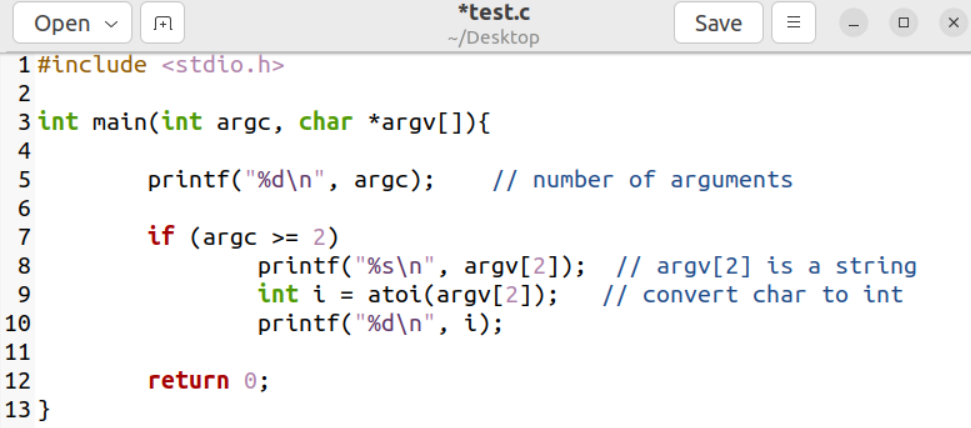 Open
*test.c
~/Desktop
Save
1 #include <stdio.h>
2
3 int main(int argc, char *argv[]){
4
5         printf("%d\n", argc);    // number of arguments
6
7         if (argc >= 2)
8                 printf("%s\n", argv[2]);  // argv[2] is a string
9                 int i = atoi(argv[2]);   // convert char to int
10                 printf("%d\n", i);
11
12         return 0;
13 }